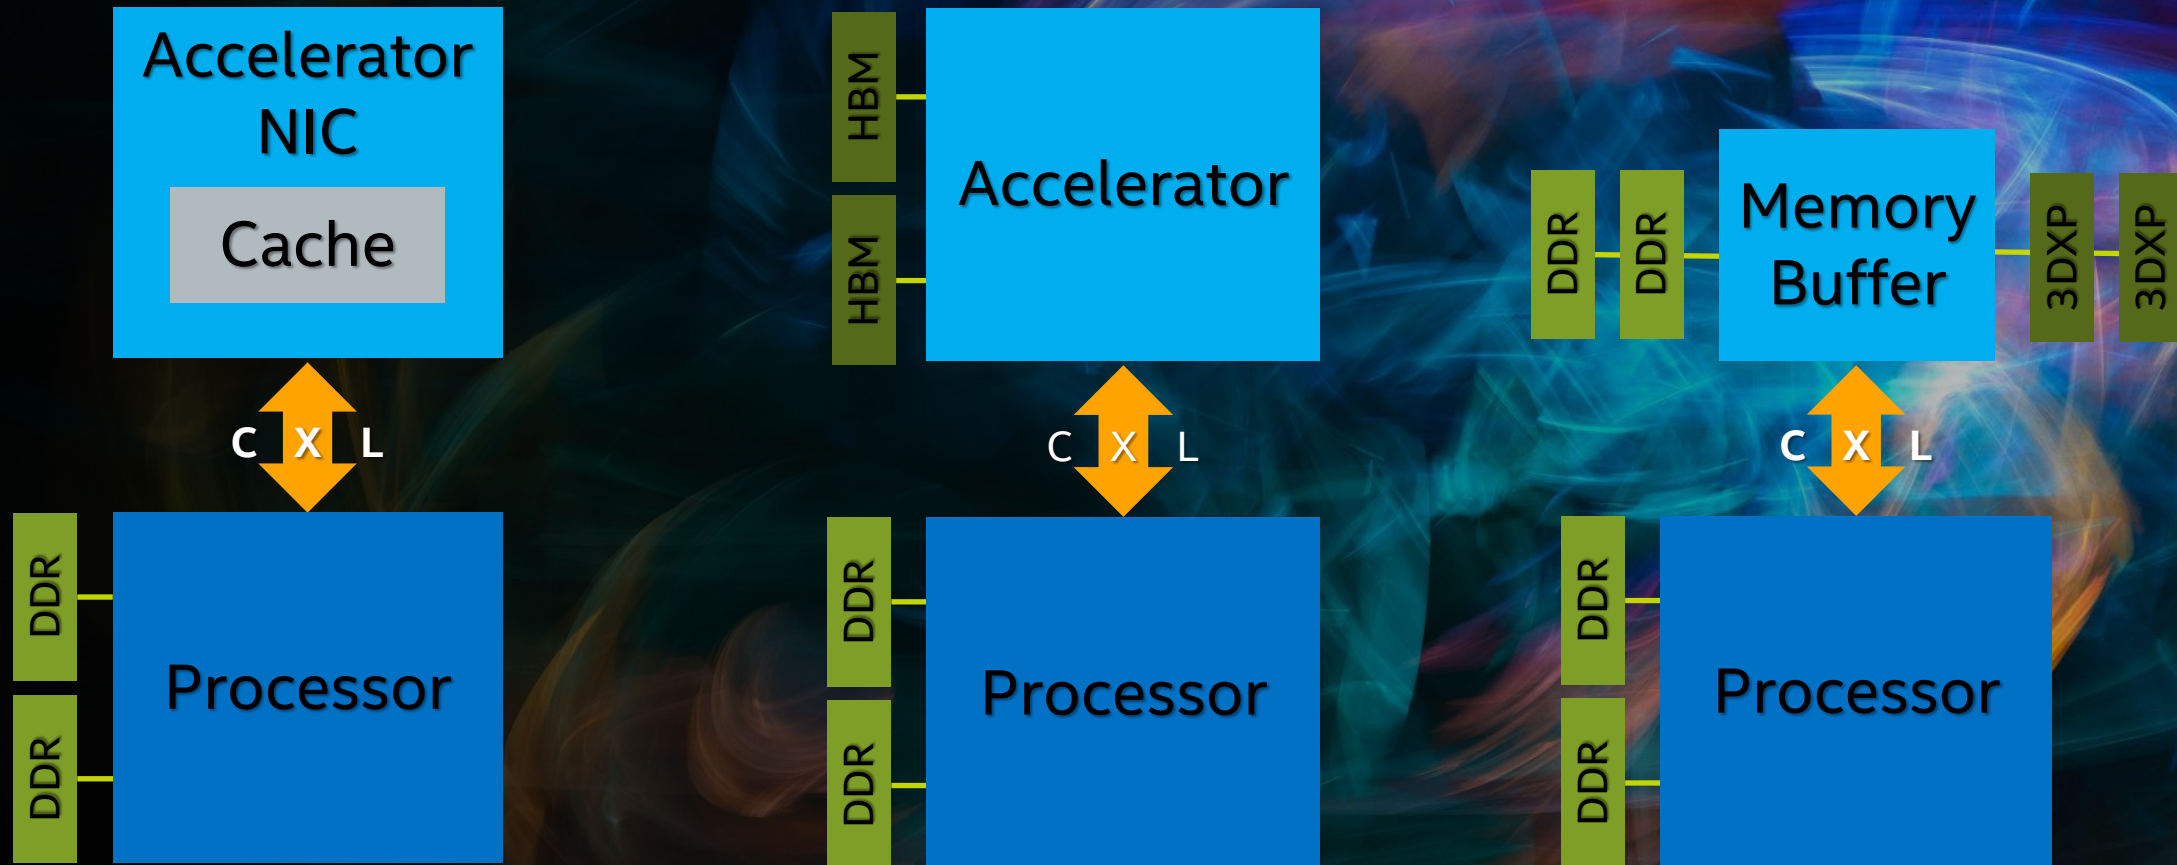 Accelerator
NIC
Cache
C X L
DDR
DDR
Processor
HBM
HBM
Accelerator
C X L
DDR
DDR
Processor
DDR
DDR
Memory
Buffer
3DXP
3DXP
C X L
DDR
DDR
Processor